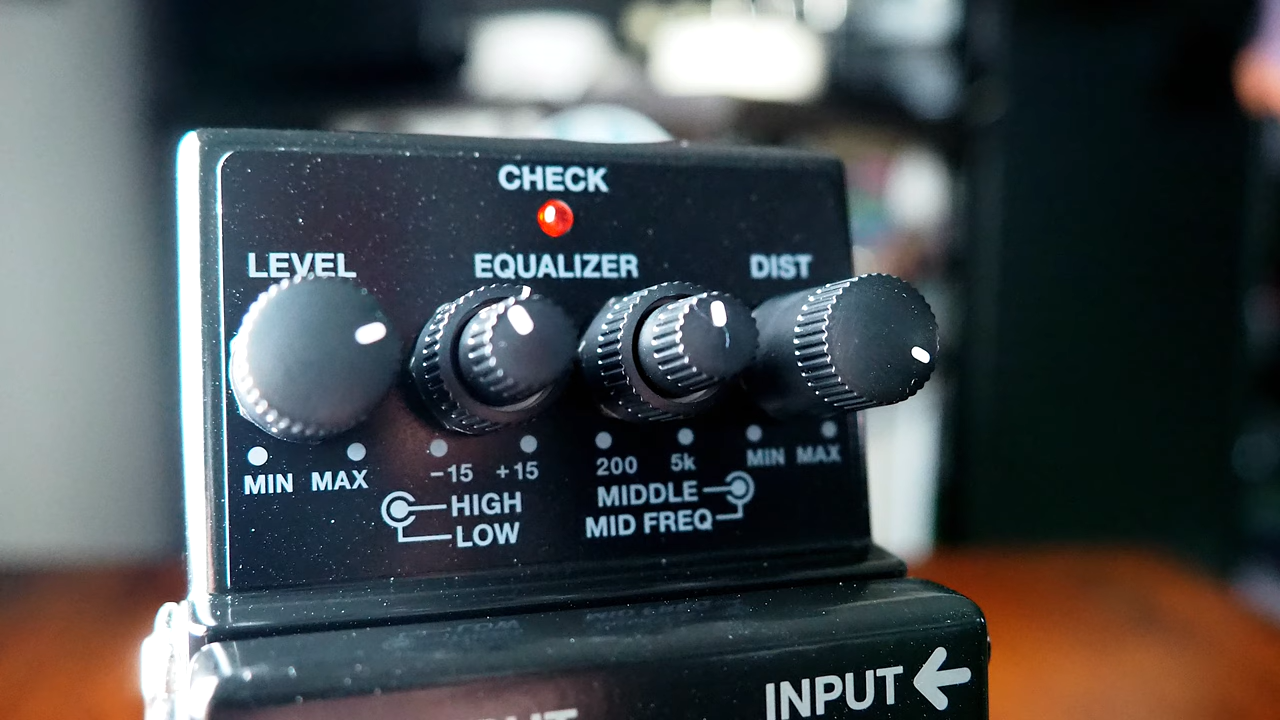 CHECK
LEVEL EQUALIZER DIST
MIN MAX -15 +15 200 5k MIN MAX
HIGH MIDDLE
LOW MID FREQ
INPUT